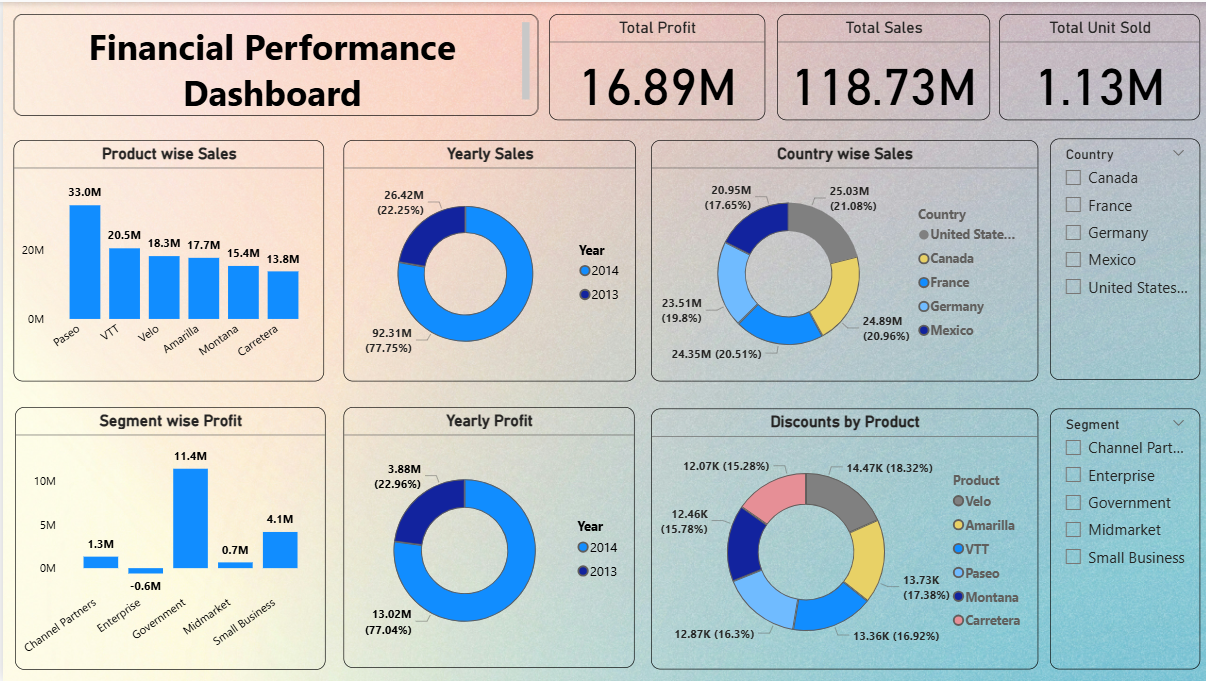 Financial Performance
Dashboard
Total Profit
16.89M
Total Sales
118.73M
Total Unit Sold
1.13M
Product wise Sales
33.0M
20.5M
18.3M
17.7M
15.4M
13.8M
20M
0M
Paseo
VTT
Velo
Amarilla
Montana
Carretera
Yearly Sales
26.42M
(22.25%)
92.31M
(77.75%)
Year
2014
2013
Country wise Sales
20.95M
(17.65%)
25.03M
(21.08%)
23.51M
(19.8%)
24.89M
(20.96%)
24.35M (20.51%)
Country
United State...
Canada
France
Germany
Mexico
Country
Canada
France
Germany
Mexico
United States...
Segment wise Profit
11.4M
10M
5M
0M
1.3M
-0.6M
0.7M
4.1M
Channel Partners
Enterprise
Government
Midmarket
Small Business
Yearly Profit
3.88M
(22.96%)
13.02M
(77.04%)
Year
2014
2013
Discounts by Product
12.07K (15.28%)
14.47K (18.32%)
12.46K
(15.78%)
13.73K
(17.38%)
12.87K (16.3%)
13.36K (16.92%)
Product
Velo
Amarilla
VTT
Paseo
Montana
Carretera
Segment
Channel Part...
Enterprise
Government
Midmarket
Small Business